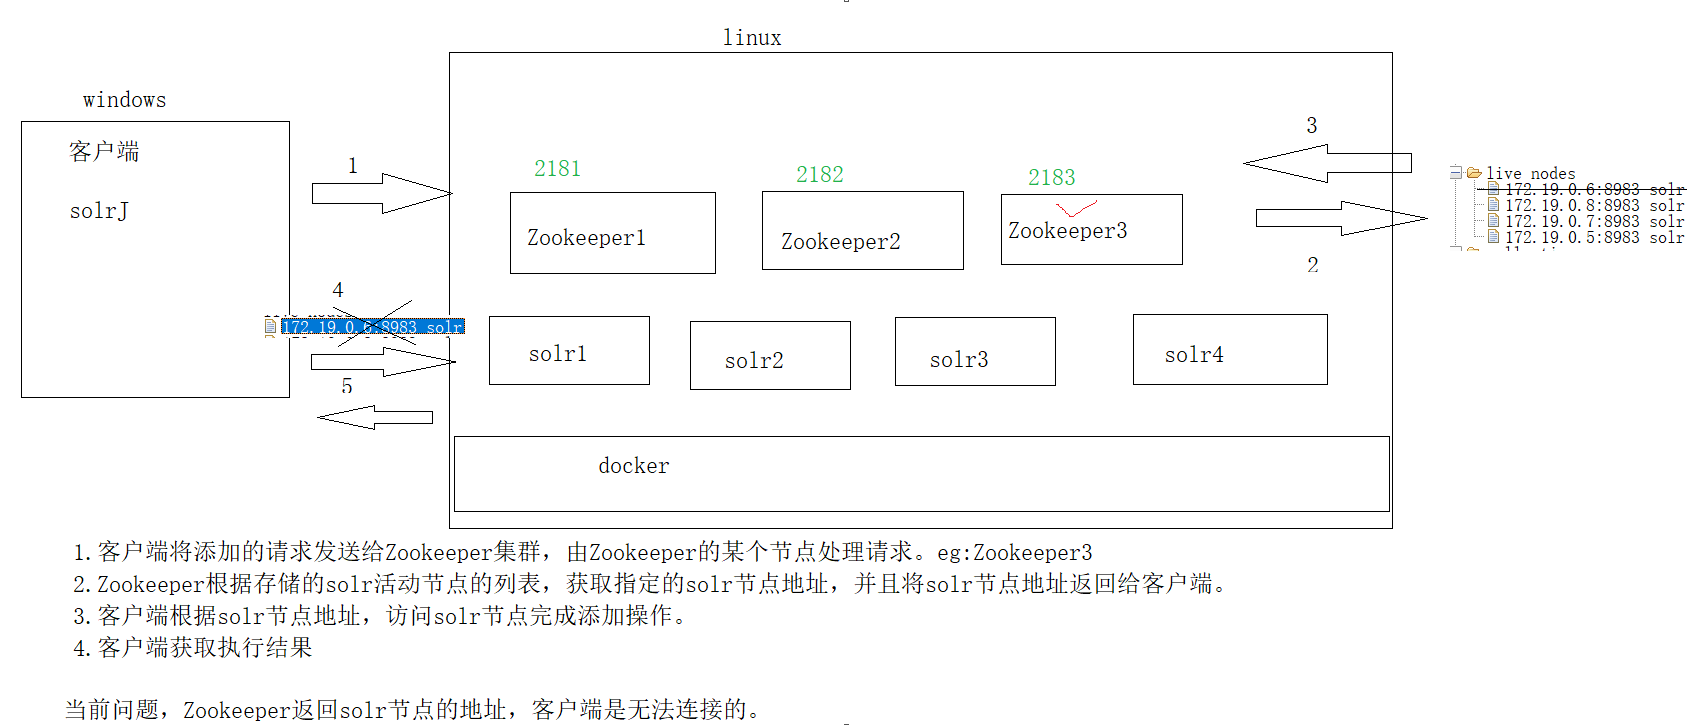 linux
windows
客户端
solrJ
1
2181
2182
2183
3
Zookeeper1
Zookeeper2
Zookeeper3
live nodes
172.19.0.6:8983 solr
172.19.0.8:8983 solr
172.19.0.7:8983 solr
172.19.0.5:8983 solr
2
4
172.19.0.6:8983 solr
5
solr1
solr2
solr3
solr4
docker
1.客户端将添加的请求发送给Zookeeper集群，由Zookeeper的某个节点处理请求。eg:Zookeeper3
2.Zookeeper根据存储的solr活动节点的列表，获取指定的solr节点地址，并且将solr节点地址返回给客户端。
3.客户端根据solr节点地址，访问solr节点完成添加操作。
4.客户端获取执行结果
当前问题，Zookeeper返回solr节点的地址，客户端是无法连接的。